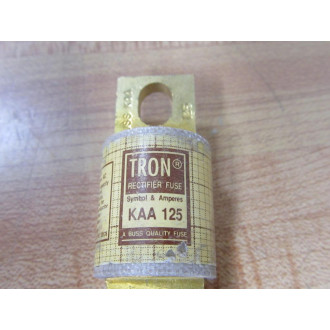 TRON®
RECTIFIER FUSE
Symbol & Amperes
KAA 125
A BUSS QUALITY FUSE